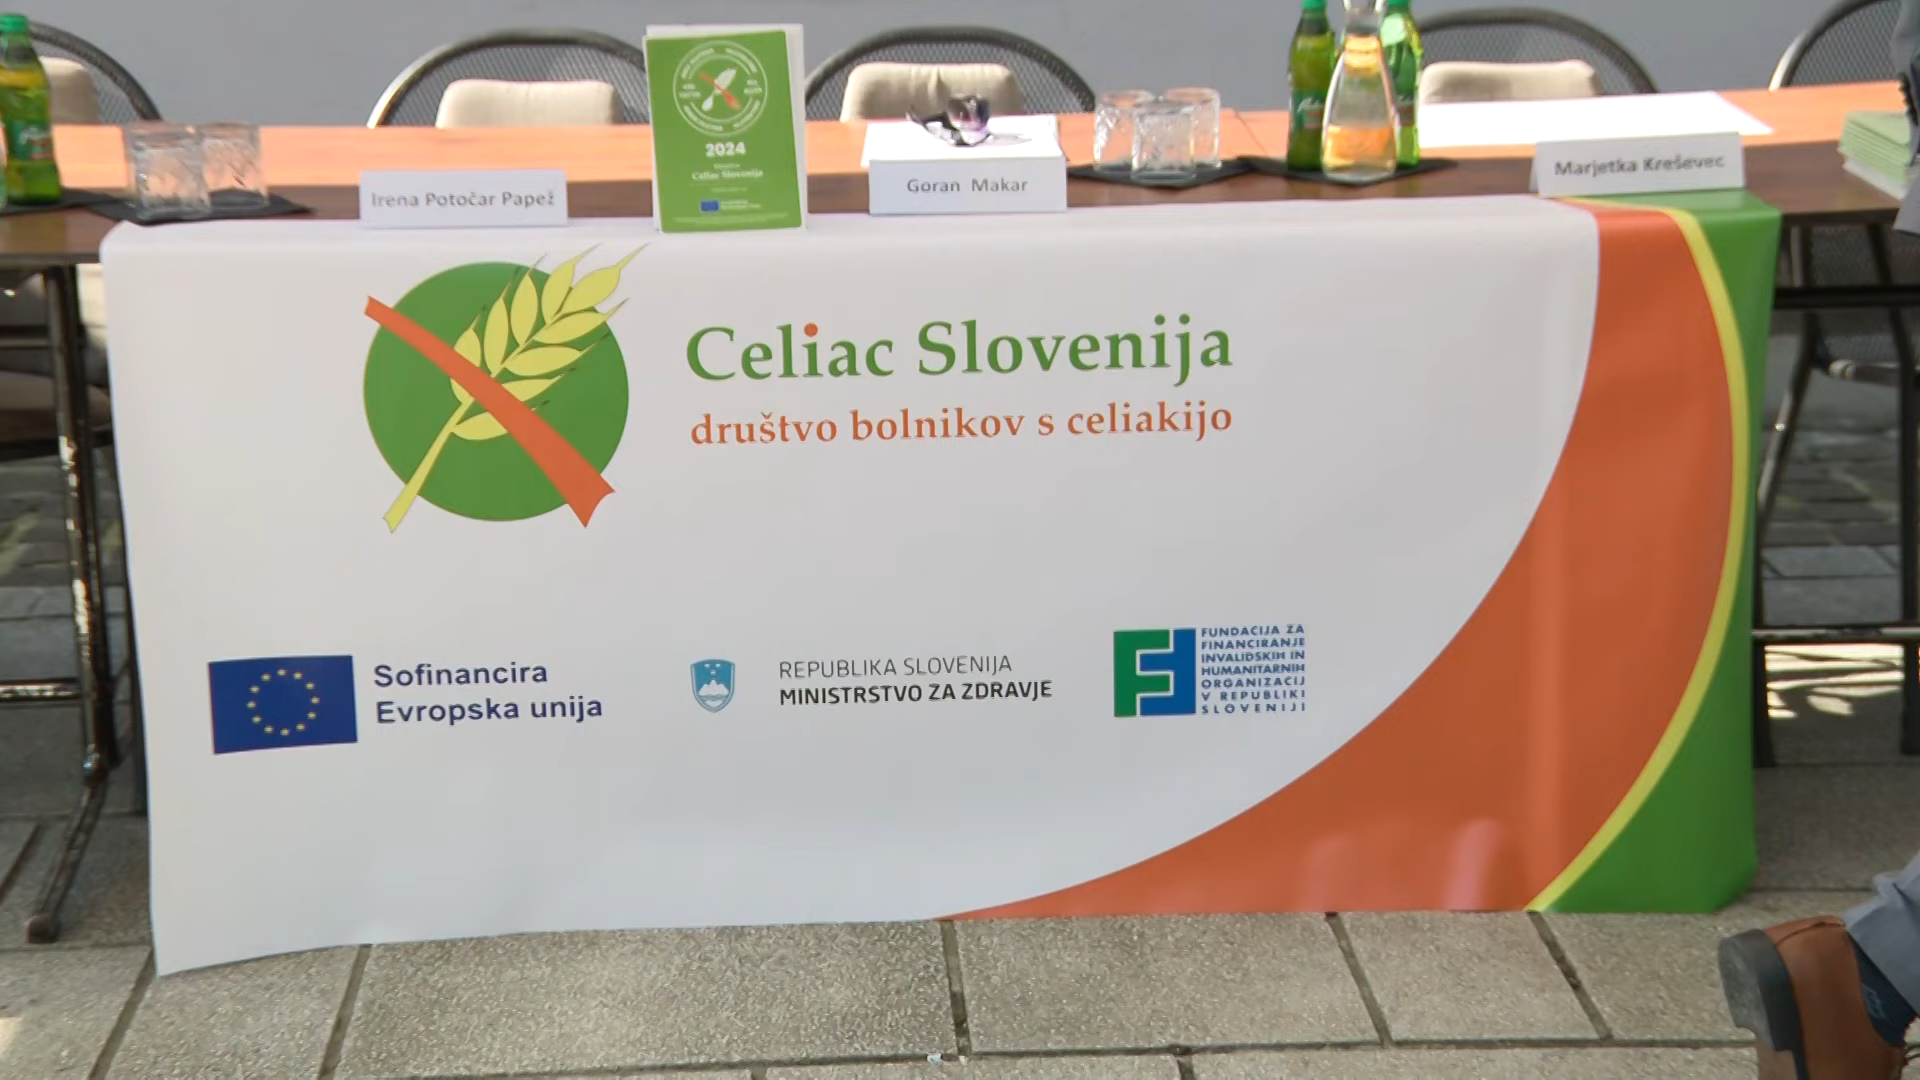 2024
Celiac Slovenija
Irena Potočar Papež
Goran Makar
Marjetka Kreševec
Celiac Slovenija
društvo bolnikov s celiakijo
Sofinancira
Evropska unija
REPUBLIKA SLOVENIJA
MINISTRSTVO ZA ZDRAVJE
FUNDACIJA ZA
FINANCIRANJE
INVALIDSKIH IN
HUMANITARNIH
ORGANIZACIJ
V REPUBLIKI
SLOVENIJI